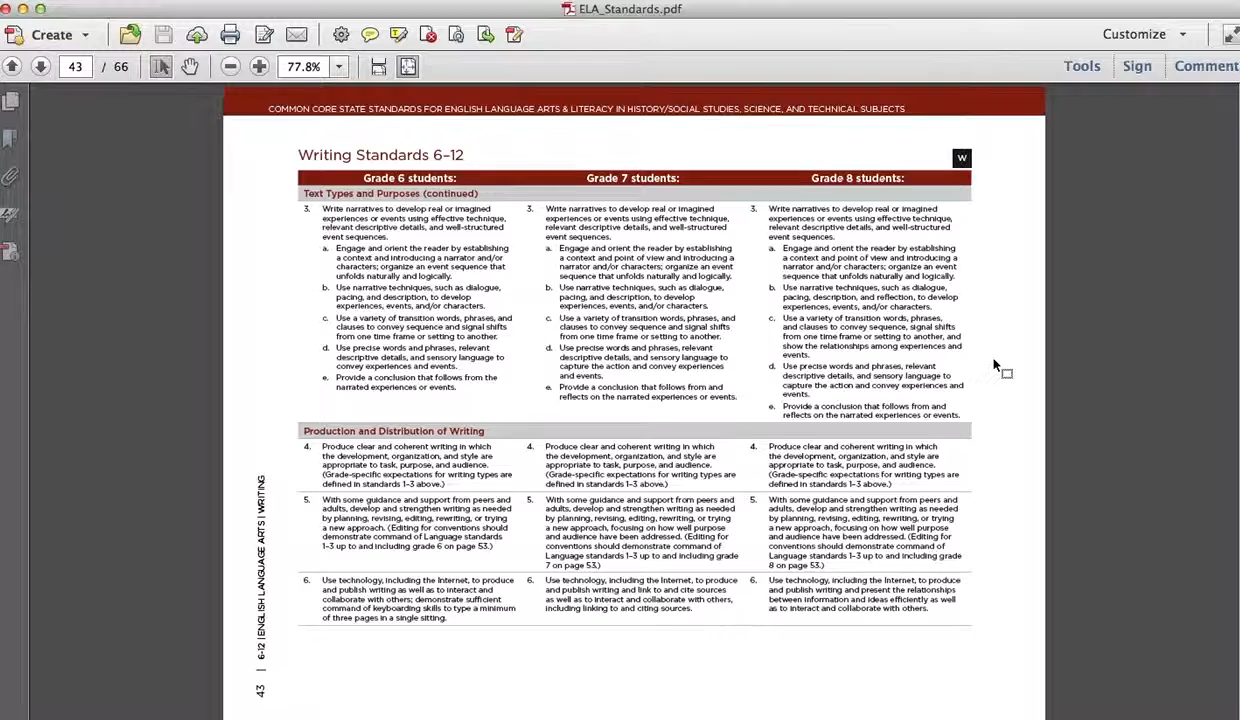 ELA_Standards.pdf
Create
Customize
43 / 66
77.8%
Tools
Sign
Comment
COMMON CORE STATE STANDARDS FOR ENGLISH LANGUAGE ARTS & LITERACY IN HISTORY/SOCIAL STUDIES, SCIENCE, AND TECHNICAL SUBJECTS
Writing Standards 6–12
W
Grade 6 students:
Grade 7 students:
Grade 8 students:
Text Types and Purposes (continued)
3. Write narratives to develop real or imagined
experiences or events using effective technique,
relevant descriptive details, and well-structured
event sequences.
a. Engage and orient the reader by establishing
a context and introducing a narrator and/or
characters; organize an event sequence that
unfolds naturally and logically.
b. Use narrative techniques, such as dialogue,
pacing, and description, to develop
experiences, events, and/or characters.
c. Use a variety of transition words, phrases, and
clauses to convey sequence and signal shifts
from one time frame or setting to another.
d. Use precise words and phrases, relevant
descriptive details, and sensory language to
convey experiences and events.
e. Provide a conclusion that follows from the
narrated experiences or events.
3. Write narratives to develop real or imagined
experiences or events using effective technique,
relevant descriptive details, and well-structured
event sequences.
a. Engage and orient the reader by establishing
a context and point of view and introducing a
narrator and/or characters; organize an event
sequence that unfolds naturally and logically.
b. Use narrative techniques, such as dialogue,
pacing, and description, to develop
experiences, events, and/or characters.
c. Use a variety of transition words, phrases, and
clauses to convey sequence and signal shifts
from one time frame or setting to another.
d. Use precise words and phrases, relevant
descriptive details, and sensory language to
capture the action and convey experiences
and events.
e. Provide a conclusion that follows from and
reflects on the narrated experiences or events.
3. Write narratives to develop real or imagined
experiences or events using effective technique,
relevant descriptive details, and well-structured
event sequences.
a. Engage and orient the reader by establishing
a context and point of view and introducing a
narrator and/or characters; organize an event
sequence that unfolds naturally and logically.
b. Use narrative techniques, such as dialogue,
pacing, description, and reflection, to develop
experiences, events, and/or characters.
c. Use a variety of transition words, phrases,
and clauses to convey sequence, signal shifts
from one time frame or setting to another, and
show the relationships among experiences and
events.
d. Use precise words and phrases, relevant
descriptive details, and sensory language to
capture the action and convey experiences and
events.
e. Provide a conclusion that follows from and
reflects on the narrated experiences or events.
Production and Distribution of Writing
4. Produce clear and coherent writing in which
the development, organization, and style are
appropriate to task, purpose, and audience.
(Grade-specific expectations for writing types are
defined in standards 1–3 above.)
4. Produce clear and coherent writing in which
the development, organization, and style are
appropriate to task, purpose, and audience.
(Grade-specific expectations for writing types are
defined in standards 1–3 above.)
4. Produce clear and coherent writing in which
the development, organization, and style are
appropriate to task, purpose, and audience.
(Grade-specific expectations for writing types are
defined in standards 1–3 above.)
5. With some guidance and support from peers and
adults, develop and strengthen writing as needed
by planning, revising, editing, rewriting, or trying
a new approach. (Editing for conventions should
demonstrate command of Language standards
1–3 up to and including grade 6 on page 53.)
5. With some guidance and support from peers and
adults, develop and strengthen writing as needed
by planning, revising, editing, rewriting, or trying
a new approach, focusing on how well purpose
and audience have been addressed. (Editing for
conventions should demonstrate command of
Language standards 1–3 up to and including grade
7 on page 53.)
5. With some guidance and support from peers and
adults, develop and strengthen writing as needed
by planning, revising, editing, rewriting, or trying
a new approach, focusing on how well purpose
and audience have been addressed. (Editing for
conventions should demonstrate command of
Language standards 1–3 up to and including grade
8 on page 53.)
6. Use technology, including the Internet, to produce
and publish writing as well as to interact and
collaborate with others; demonstrate sufficient
command of keyboarding skills to type a minimum
of three pages in a single sitting.
6. Use technology, including the Internet, to produce
and publish writing and link to and cite sources
as well as to interact and collaborate with others,
including linking to and citing sources.
6. Use technology, including the Internet, to produce
and publish writing and present the relationships
between information and ideas efficiently as well
as to interact and collaborate with others.
43 | 6-12 | ENGLISH LANGUAGE ARTS | WRITING